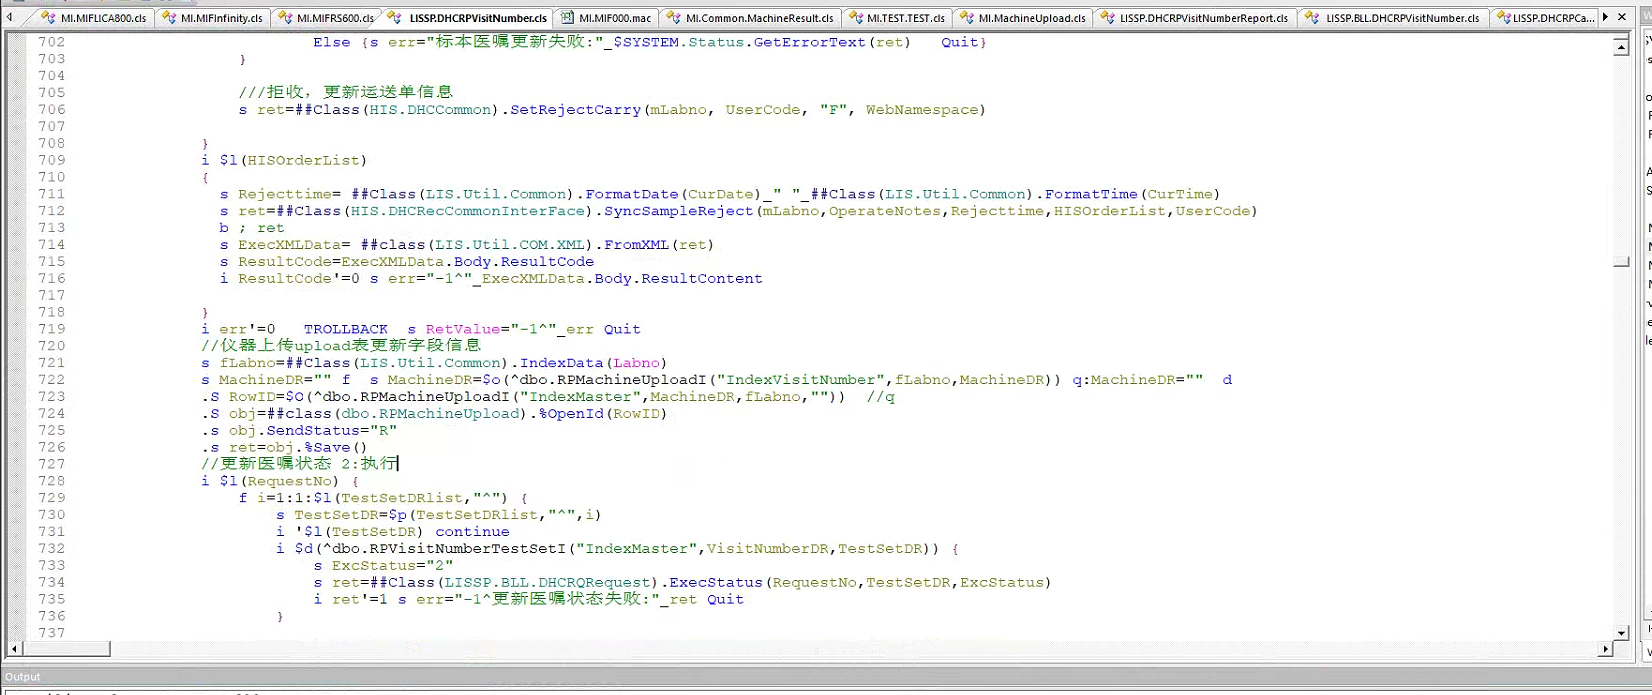 MI.MIFLICA800.cls MI.MIFInfinity.cls MI.MIFRS600.cls LISSP.DHCRPVisitNumber.cls MI.MIF000.mac MI.Common.MachineResult.cls MI.TEST.TEST.cls MI.MachineUpload.cls LISSP.DHCRPVisitNumberReport.cls LISSP.BLL.DHCRPVisitNumber.cls LISSP.DHCRPCa...
702 Else {s err="标本医嘱更新失败:"_$SYSTEM.Status.GetErrorText(ret) Quit}
703 }
704
705 ///拒收，更新运送单信息
706 s ret=##Class(HIS.DHCCommon).SetRejectCarry(mLabno, UserCode, "F", WebNamespace)
707
708 }
709 i $l(HISOrderList)
710 {
711 s Rejecttime= ##Class(LIS.Util.Common).FormatDate(CurDate)_" "_##Class(LIS.Util.Common).FormatTime(CurTime)
712 s ret=##Class(HIS.DHCRecCommonInterFace).SyncSampleReject(mLabno,OperateNotes,Rejecttime,HISOrderList,UserCode)
713 b ; ret
714 s ExecXMLData= ##class(LIS.Util.COM.XML).FromXML(ret)
715 s ResultCode=ExecXMLData.Body.ResultCode
716 i ResultCode'=0 s err="-1^"_ExecXMLData.Body.ResultContent
717
718 }
719 i err'=0 TROLLBACK s RetValue="-1^"_err Quit
720 //仪器上传upload表更新字段信息
721 s fLabno=##Class(LIS.Util.Common).IndexData(Labno)
722 s MachineDR="" f s MachineDR=$o(^dbo.RPMachineUploadI("IndexVisitNumber",fLabno,MachineDR)) q:MachineDR="" d
723 .S RowID=$O(^dbo.RPMachineUploadI("IndexMaster",MachineDR,fLabno,"")) //q
724 .S obj=##class(dbo.RPMachineUpload).%OpenId(RowID)
725 .s obj.SendStatus="R"
726 .s ret=obj.%Save()
727 //更新医嘱状态 2:执行
728 i $l(RequestNo) {
729 f i=1:1:$l(TestSetDRlist,"^") {
730 s TestSetDR=$p(TestSetDRlist,"^",i)
731 i '$l(TestSetDR) continue
732 i $d(^dbo.RPVisitNumberTestSetI("IndexMaster",VisitNumberDR,TestSetDR)) {
733 s ExcStatus="2"
734 s ret=##Class(LISSP.BLL.DHCRQRequest).ExecStatus(RequestNo,TestSetDR,ExcStatus)
735 i ret'=1 s err="-1^更新医嘱状态失败:"_ret Quit
736 }
737
Output